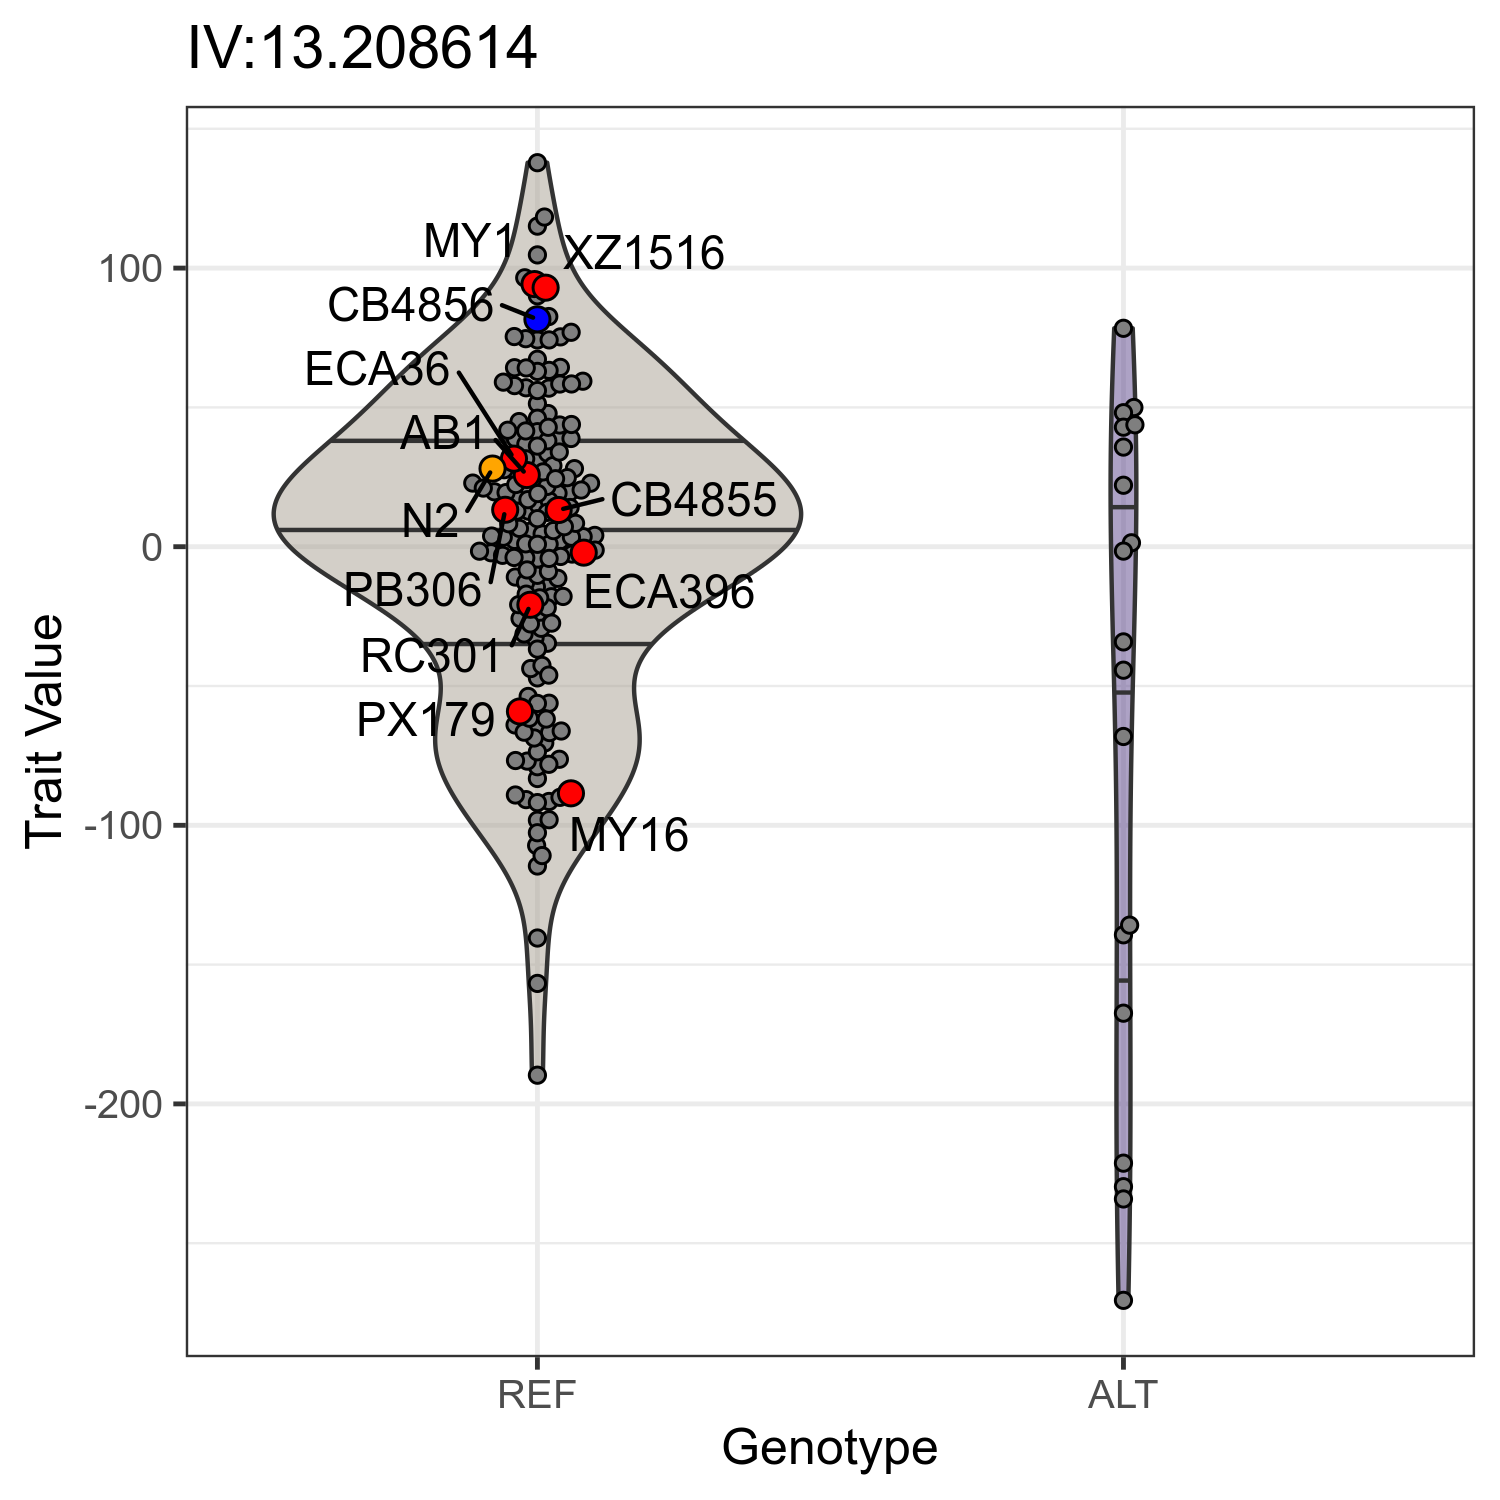 IV:13.208614
Trait Value
100
0
-100
-200
MY1
XZ1516
CB4856
ECA36
AB1
N2
CB4855
PB306
ECA396
RC301
PX179
MY16
REF
ALT
Genotype